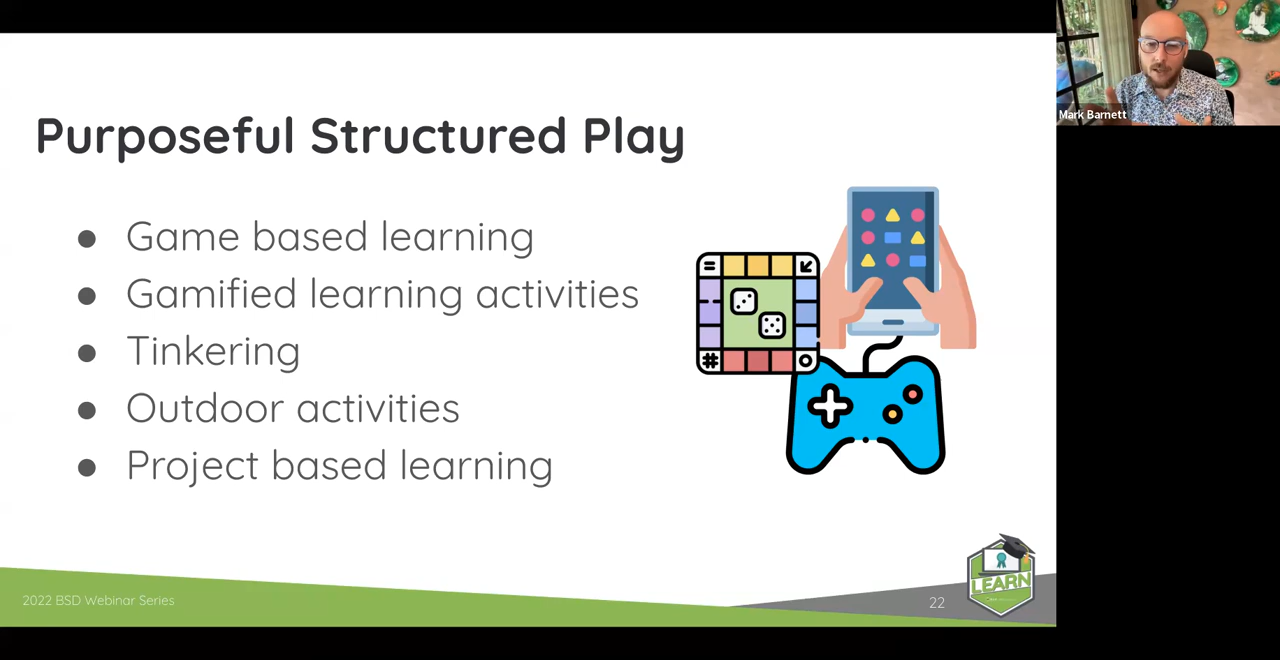 Purposeful Structured Play
● Game based learning
● Gamified learning activities
● Tinkering
● Outdoor activities
● Project based learning
2022 BSD Webinar Series
22
LEARN
Mark Barnett